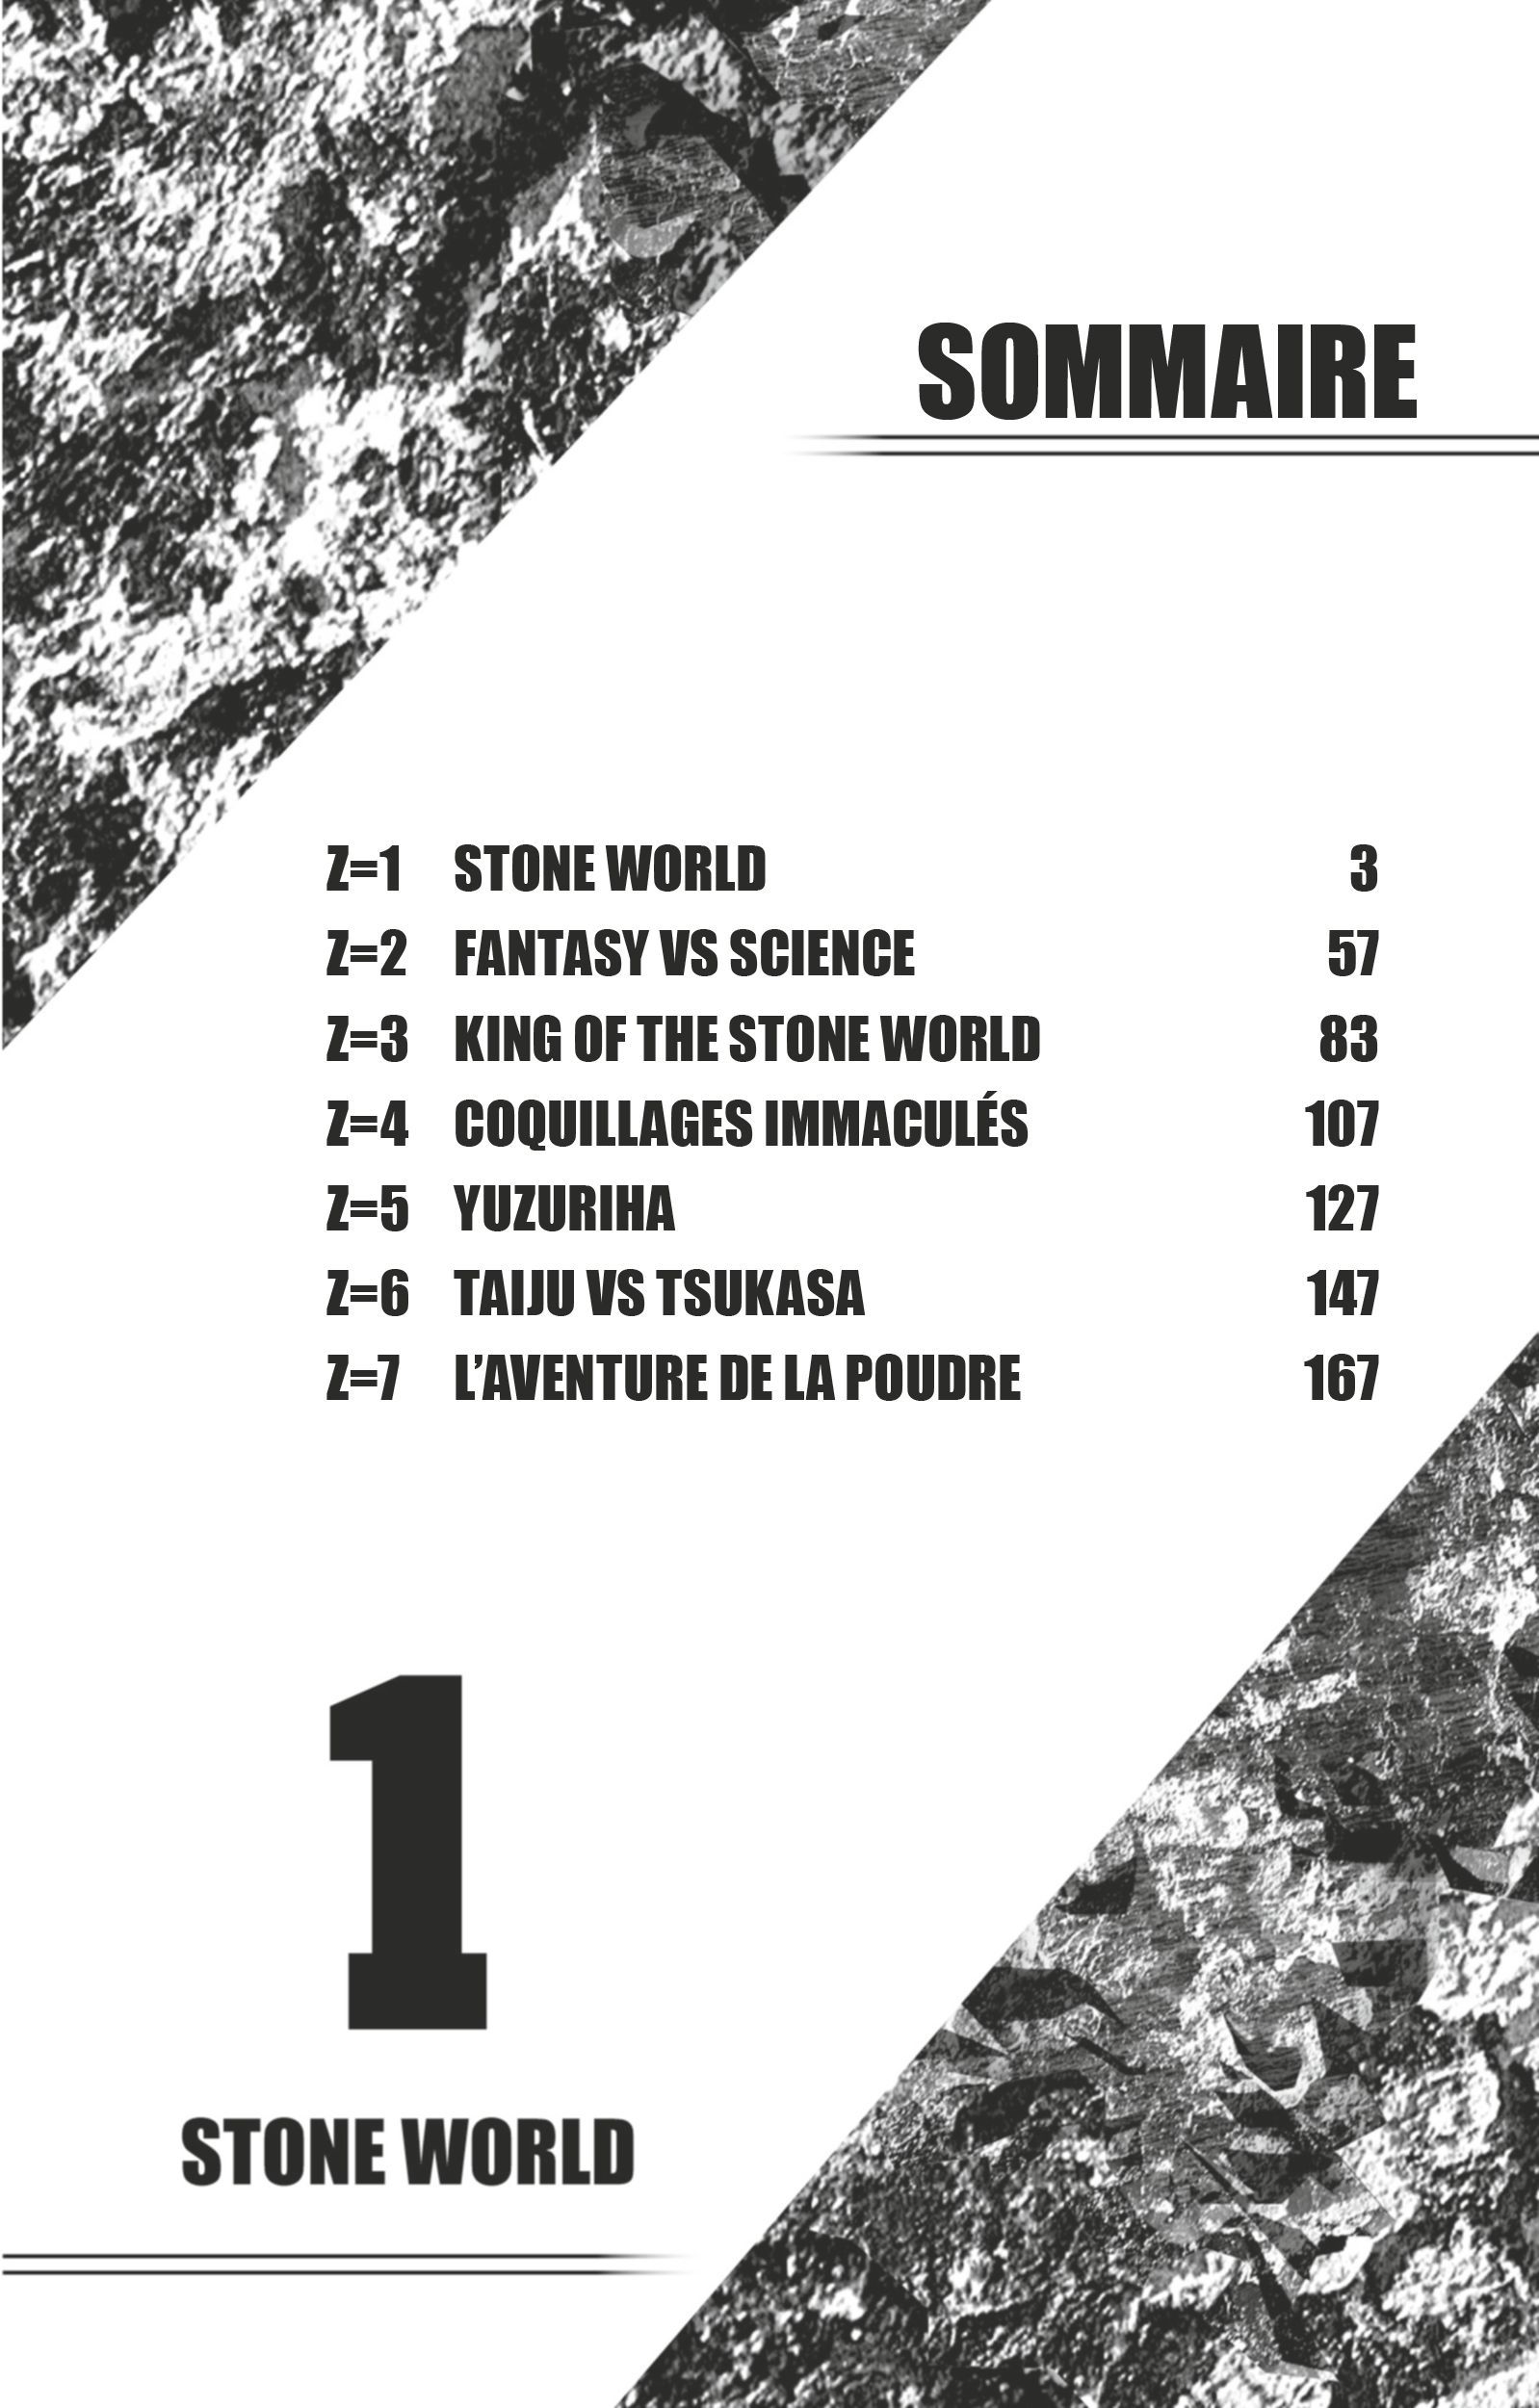 SOMMAIRE
Z=1 STONE WORLD 3
Z=2 FANTASY VS SCIENCE 57
Z=3 KING OF THE STONE WORLD 83
Z=4 COQUILLAGES IMMACULÉS 107
Z=5 YUZURIHA 127
Z=6 TAIJU VS TSUKASA 147
Z=7 L’AVENTURE DE LA POUDRE 167
1
STONE WORLD